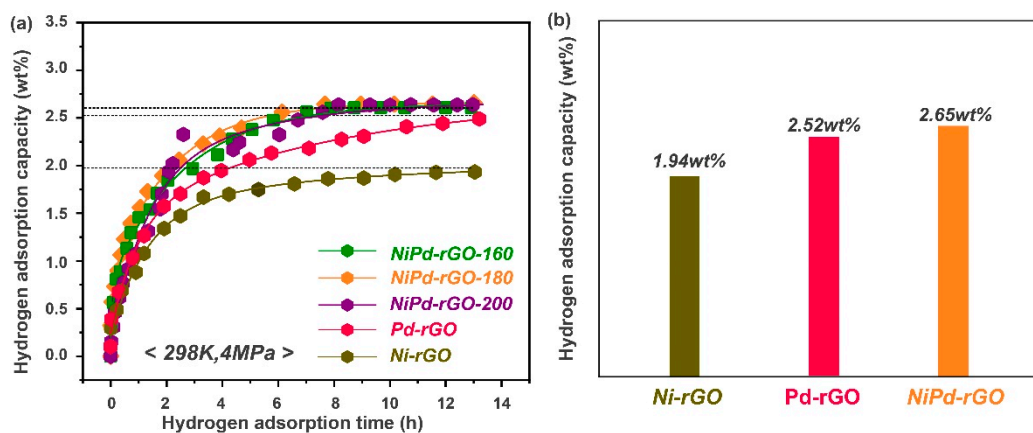 (a)
Hydrogen adsorption capacity (wt%)
3.5
3.0
2.5
2.0
1.5
1.0
0.5
0.0
NiPd-rGO-160
NiPd-rGO-180
NiPd-rGO-200
Pd-rGO
Ni-rGO
< 298K,4MPa >
0 2 4 6 8 10 12 14
Hydrogen adsorption time (h)
(b)
Hydrogen adsorption capacity (wt%)
1.94wt%
2.52wt%
2.65wt%
Ni-rGO Pd-rGO NiPd-rGO